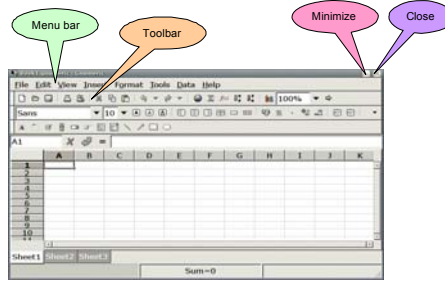 Menu bar
Toolbar
Minimize
Close
File Edit View Insert Format Tools Data Help
100%
Sans 10
A1 =
A B C D E F G H I J K
1
2
3
4
5
6
7
8
9
10
11
Sheet1 Sheet2 Sheet3
Sum=0